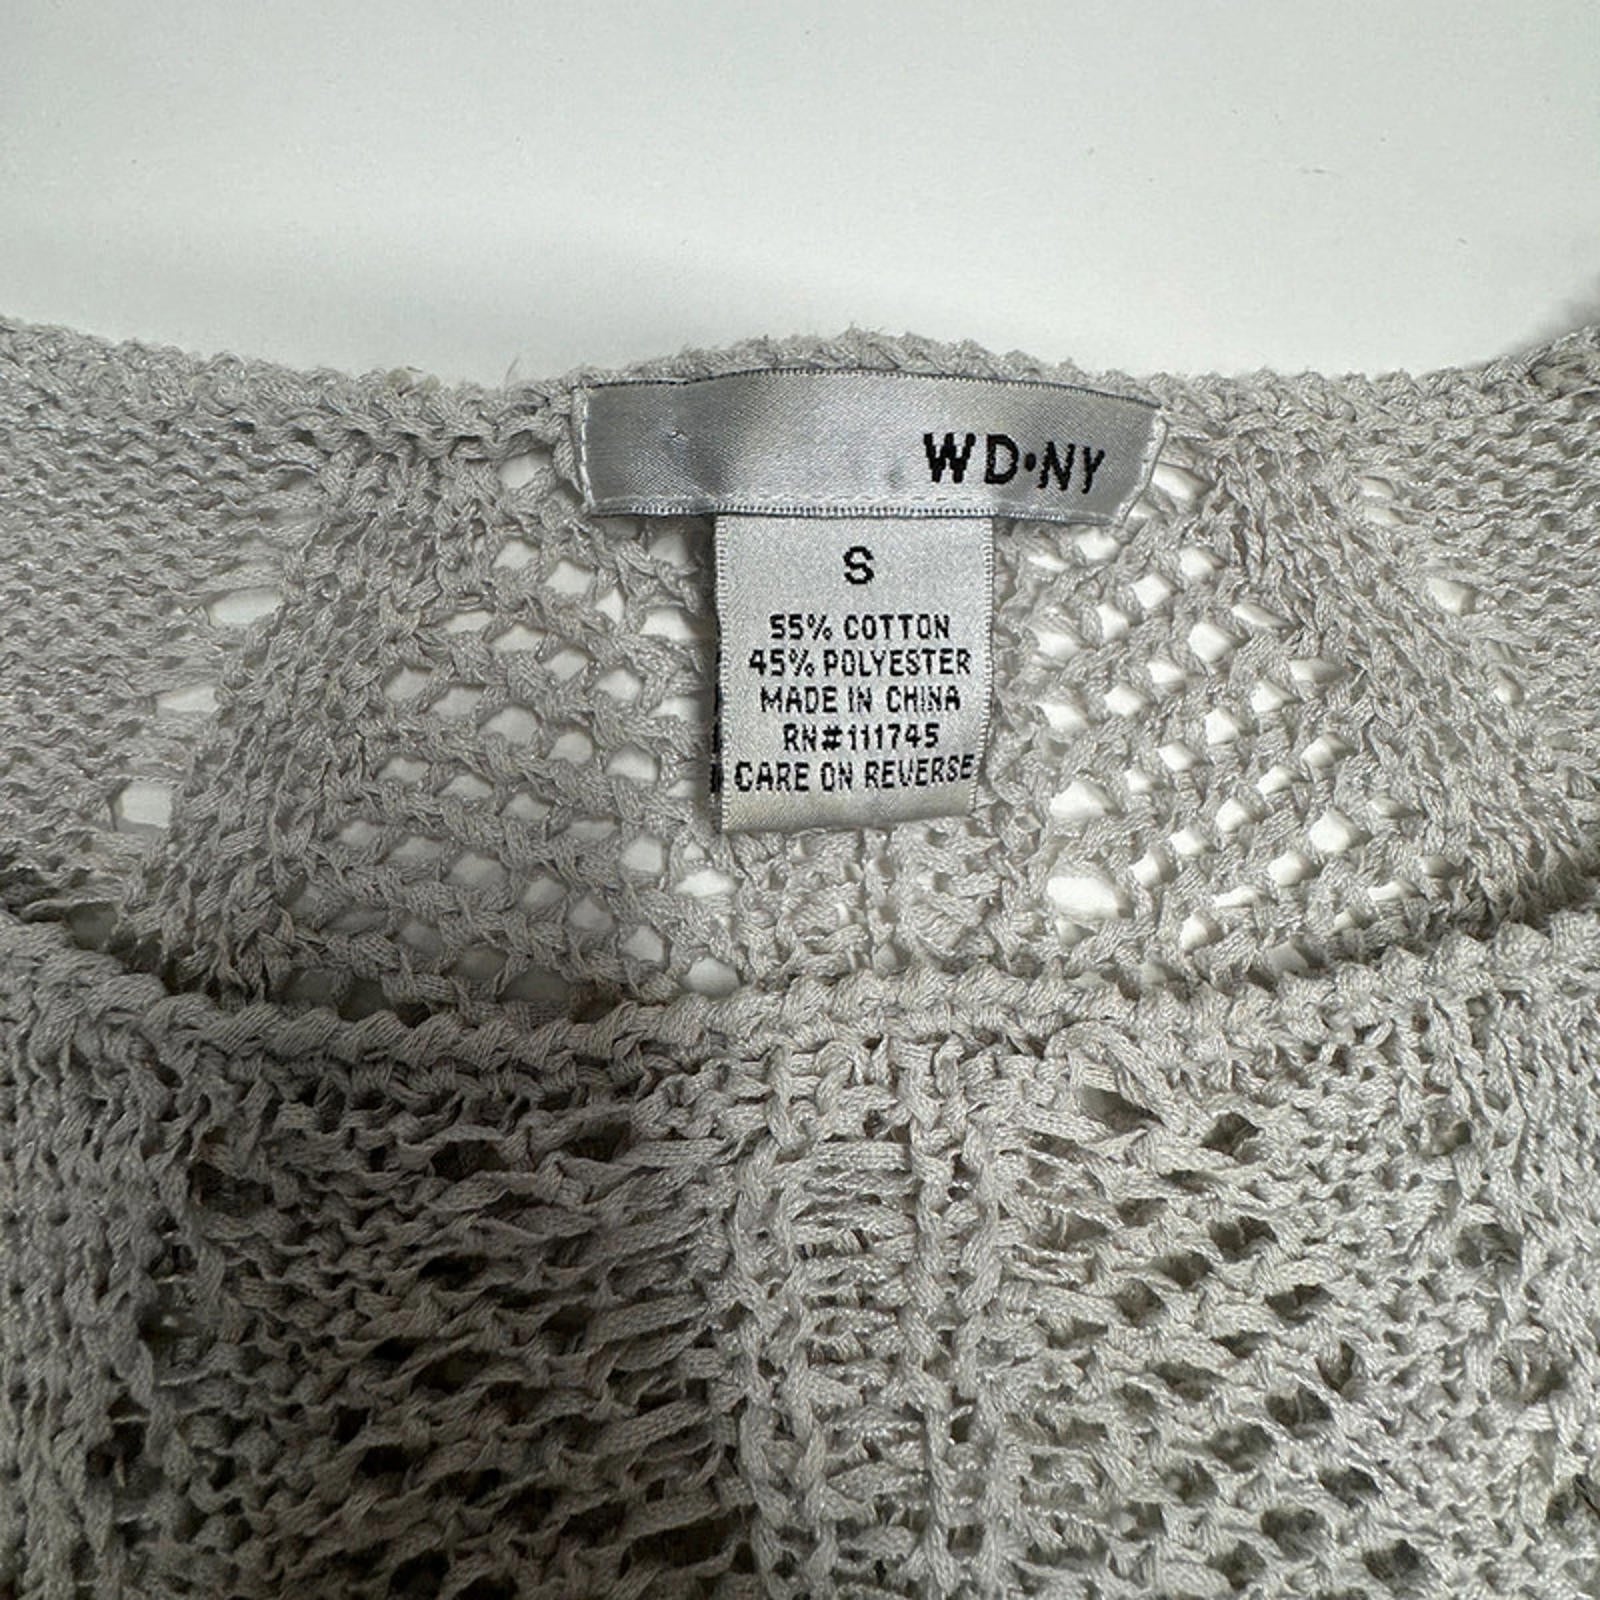 WD•NY
S
55% COTTON
45% POLYESTER
MADE IN CHINA
RN#111745
CARE ON REVERSE